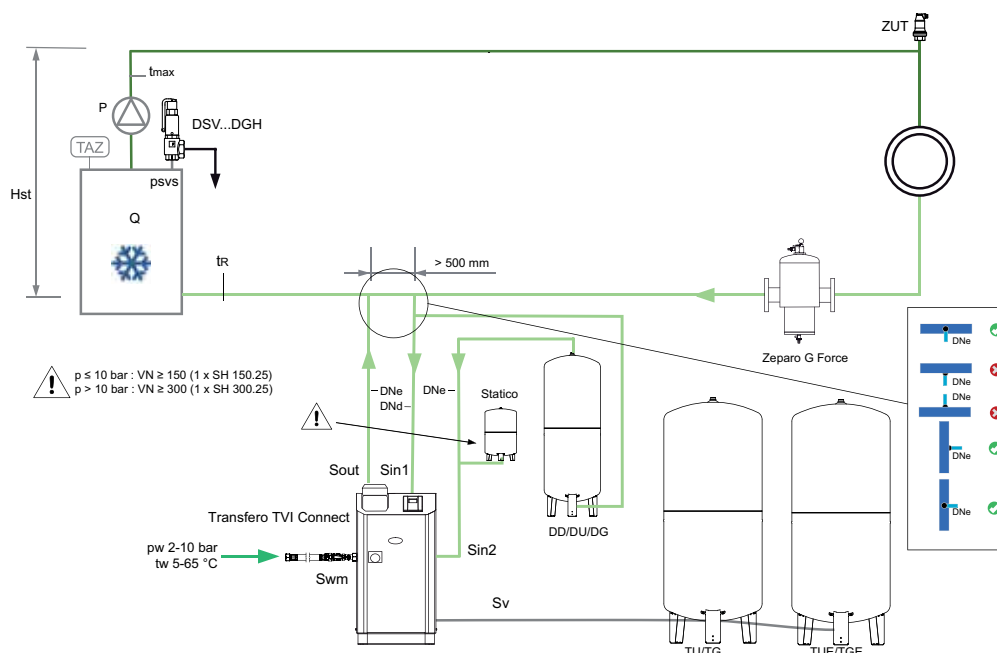 ZUT
tmax
P
DSV...DGH
TAZ
psvs
Hst
Q
> 500 mm
tR
DNe
Zeparo G Force
DNe
DNe
p ≤ 10 bar : VN ≥ 150 (1 x SH 150.25)
p > 10 bar : VN ≥ 300 (1 x SH 300.25)
DNe
DNd
DNe
Statico
DNe
Sout
Sin1
DNe
Transfero TVI Connect
DD/DU/DG
pw 2-10 bar
tw 5-65 °C
Sin2
Swm
Sv
TU/TG
TUE/TGE